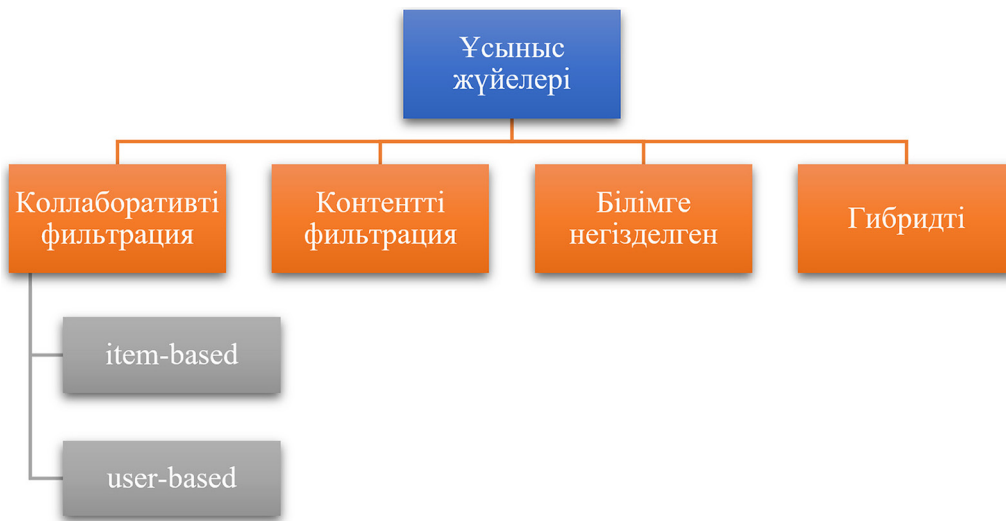 Ұсыныс
жүйелері
Коллаборативті
фильтрация
Контентті
фильтрация
Білімге
негізделген
Гибридті
item-based
user-based